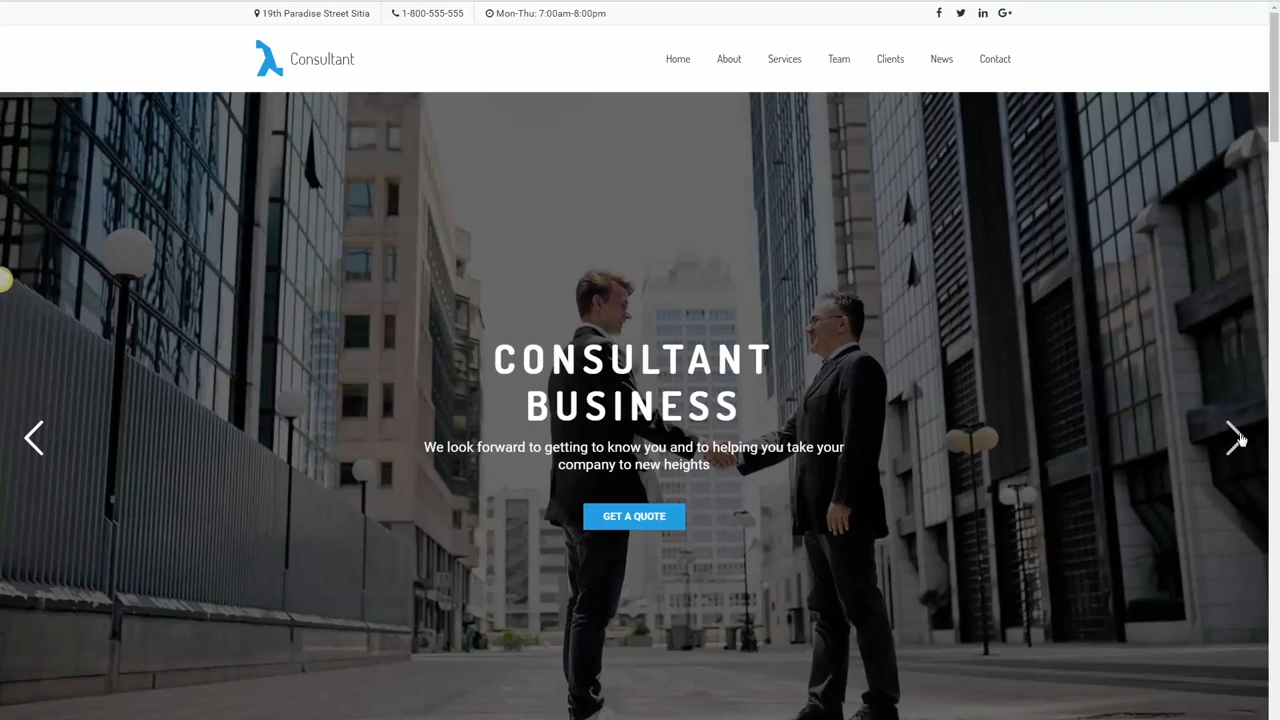 19th Paradise Street Sitia
1-800-555-555
Mon-Thu: 7:00am-8:00pm
Consultant
Home
About
Services
Team
Clients
News
Contact
CONSULTANT
BUSINESS
We look forward to getting to know you and to helping you take your
company to new heights
GET A QUOTE